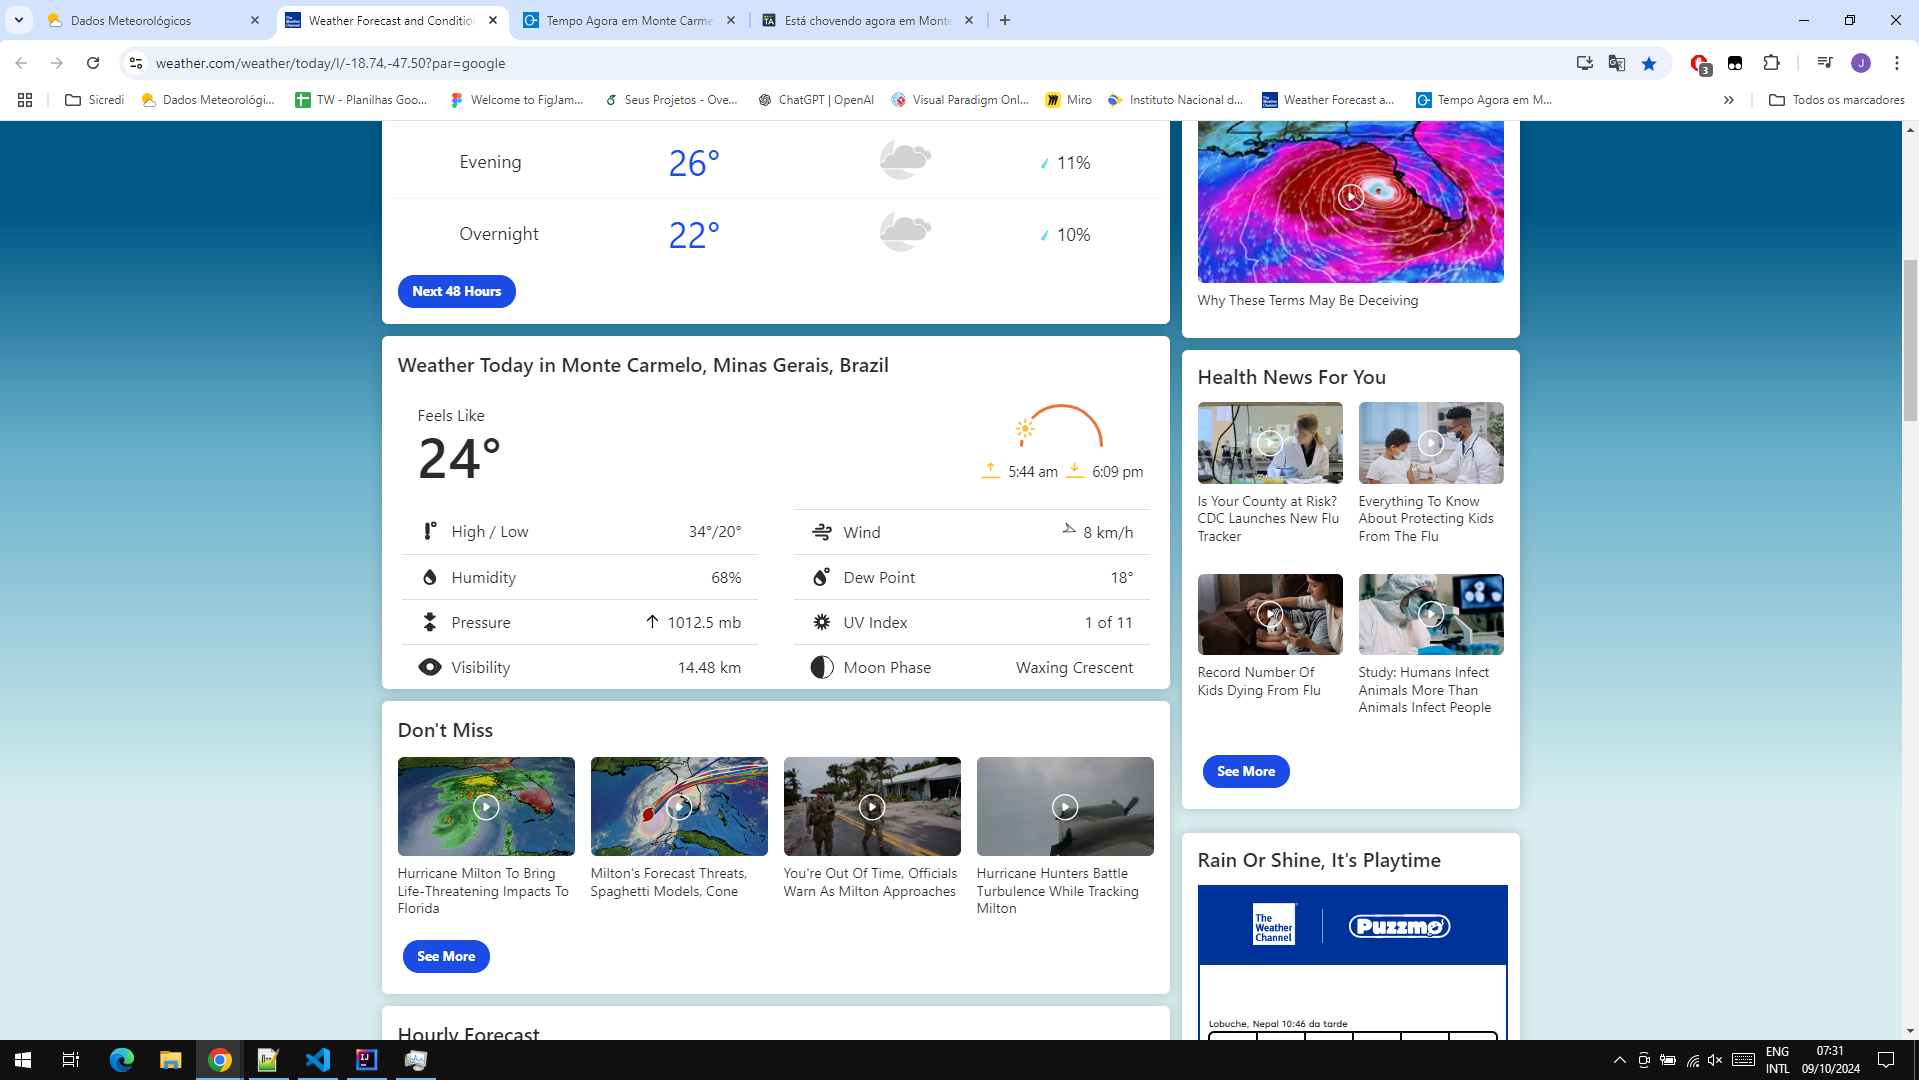 Dados Meteorológicos
Weather Forecast and Conditio
Tempo Agora em Monte Carme
Está chovendo agora em Monte
weather.com/weather/today/l/-18.74,-47.50?par=google
3
J
Sicredi
Dados Meteorológi...
TW - Planilhas Goo...
Welcome to FigJam...
Seus Projetos - Ove...
ChatGPT | OpenAI
Visual Paradigm Onl...
Miro
Instituto Nacional d...
Weather Forecast a...
Tempo Agora em M...
Todos os marcadores
Evening
26°
11%
Overnight
22°
10%
Next 48 Hours
Weather Today in Monte Carmelo, Minas Gerais, Brazil
Feels Like
24°
5:44 am
6:09 pm
High / Low
34°/20°
Wind
8 km/h
Humidity
68%
Dew Point
18°
Pressure
1012.5 mb
UV Index
1 of 11
Visibility
14.48 km
Moon Phase
Waxing Crescent
Don't Miss
Hurricane Milton To Bring
Life-Threatening Impacts To
Florida
Milton's Forecast Threats,
Spaghetti Models, Cone
You're Out Of Time, Officials
Warn As Milton Approaches
Hurricane Hunters Battle
Turbulence While Tracking
Milton
See More
Hourly Forecast
Why These Terms May Be Deceiving
Health News For You
Is Your County at Risk?
CDC Launches New Flu
Tracker
Everything To Know
About Protecting Kids
From The Flu
Record Number Of
Kids Dying From Flu
Study: Humans Infect
Animals More Than
Animals Infect People
See More
Rain Or Shine, It's Playtime
The
Weather
Channel
Puzzmo
Lobuche, Nepal 10:46 da tarde
ENG
INTL
07:31
09/10/2024